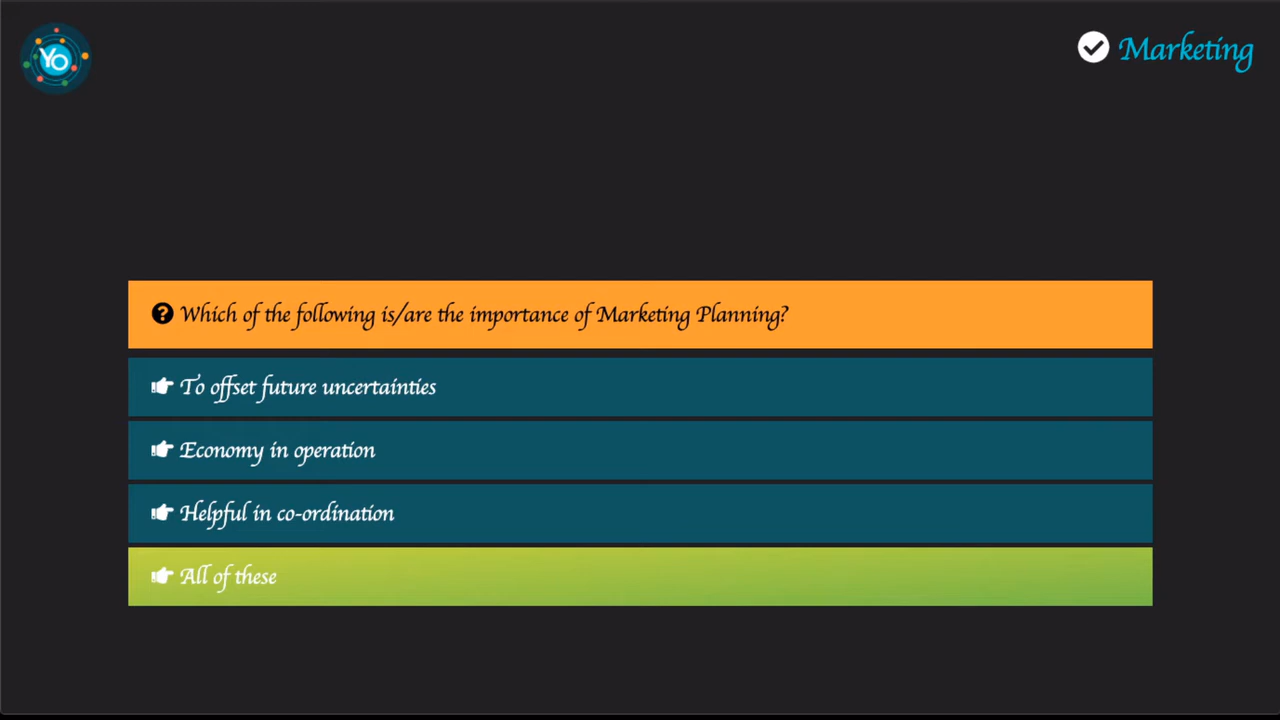 YO
Marketing
Which of the following is/are the importance of Marketing Planning?
To offset future uncertainties
Economy in operation
Helpful in co-ordination
All of these